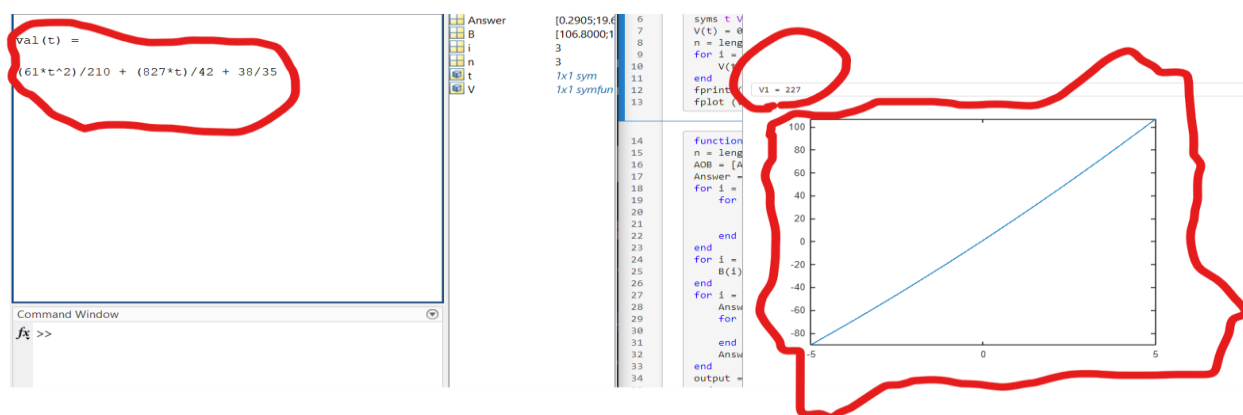 val(t) =
(61*t^2)/210 + (827*t)/42 + 38/35
Command Window
fx >>
Answer [0.2905;19.6
B [106.8000;1
i 3
n 3
t 1x1 sym
V 1x1 symfun
6 syms t V
7 V(t) = 0
8 n = leng
9 for i =
10 V(t
11 end
12 fprint
13 fplot (
V1 = 227
14 function
15 n = leng
16 AOB = [A
17 Answer =
18 for i =
19 for
20
21
22 end
23 end
24 for i =
25 B(i)
26 end
27 for i =
28 Answ
29 for
30
31 end
32 Answ
33 end
34 output =
100
80
60
40
20
0
-20
-40
-60
-80
-5 0 5